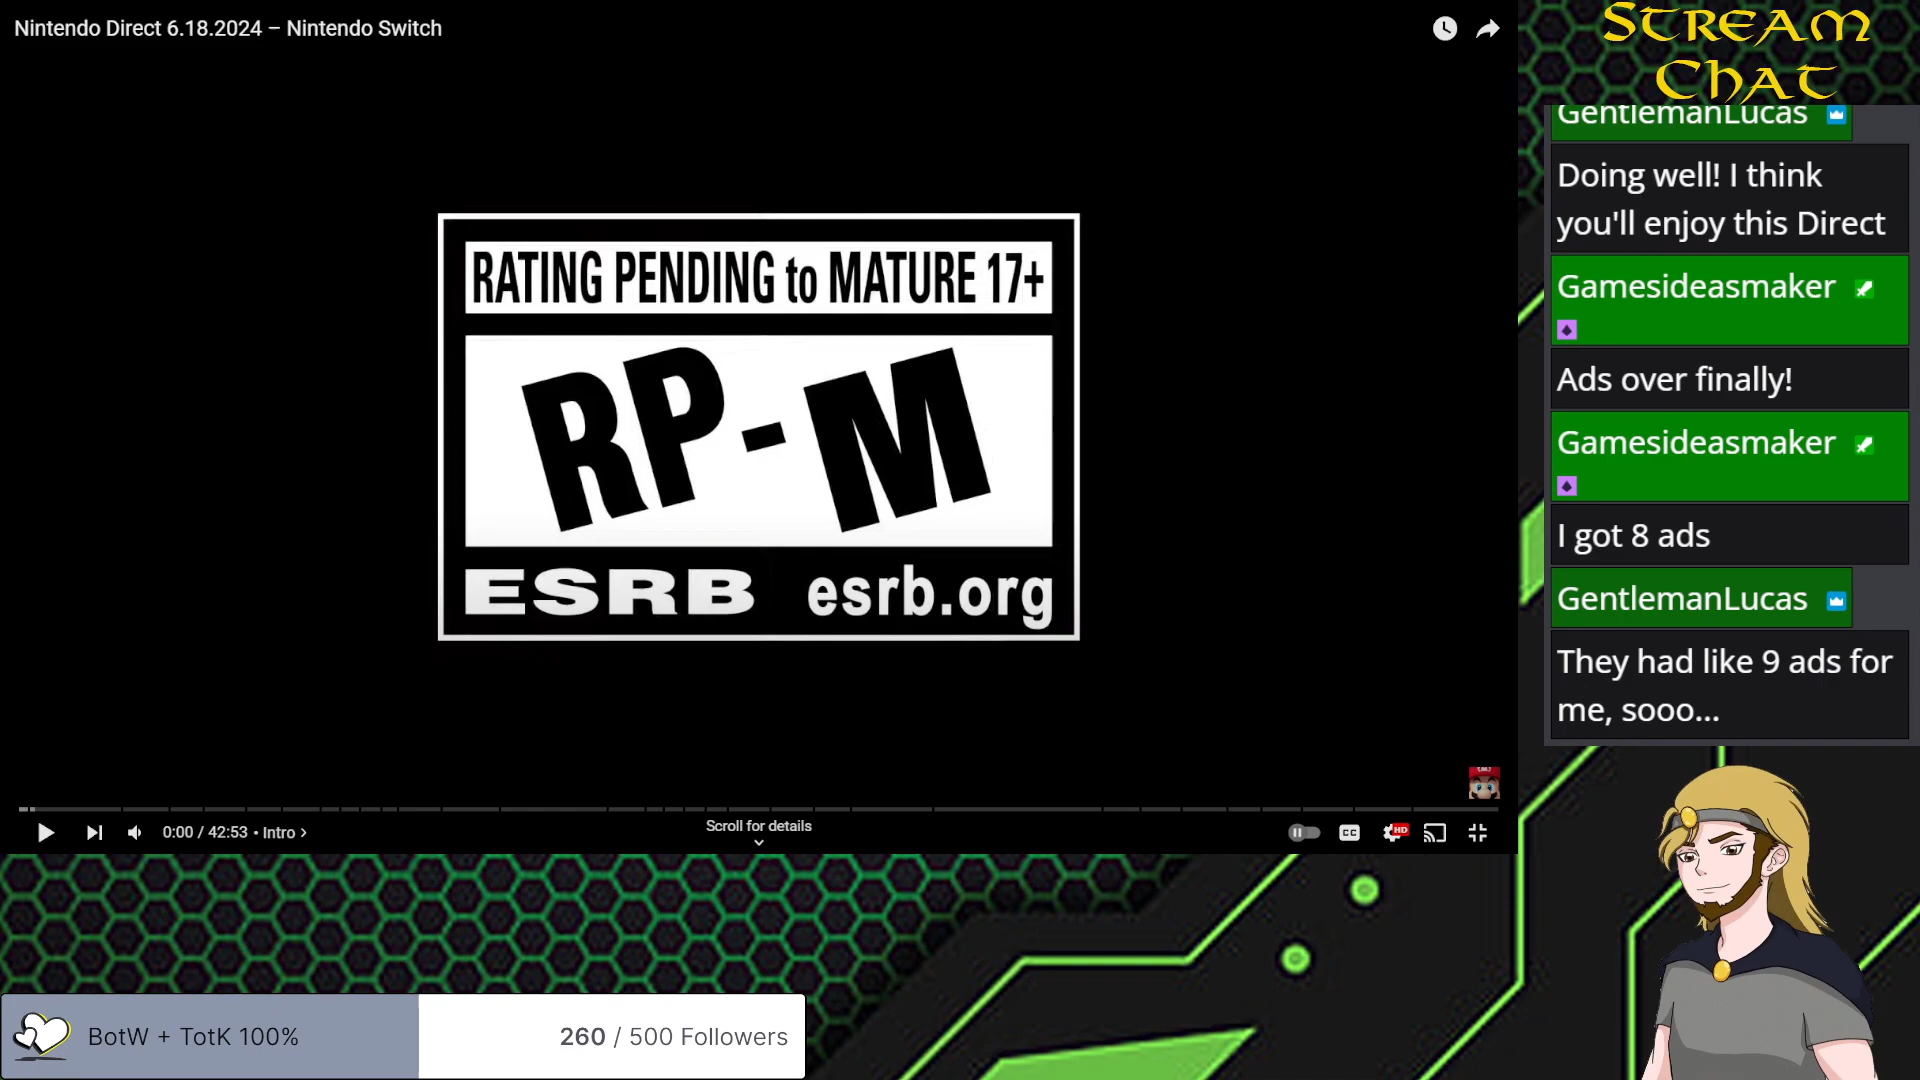 Nintendo Direct 6.18.2024 – Nintendo Switch
RATING PENDING to MATURE 17+
RP-M
ESRB esrb.org
0:00 / 42:53 • Intro
Scroll for details
CC
HD
STREAM
CHAT
GentlemanLucas
Doing well! I think
you'll enjoy this Direct
Gamesideasmaker
Ads over finally!
Gamesideasmaker
I got 8 ads
GentlemanLucas
They had like 9 ads for
me, sooo...
BotW + TotK 100%
260 / 500 Followers